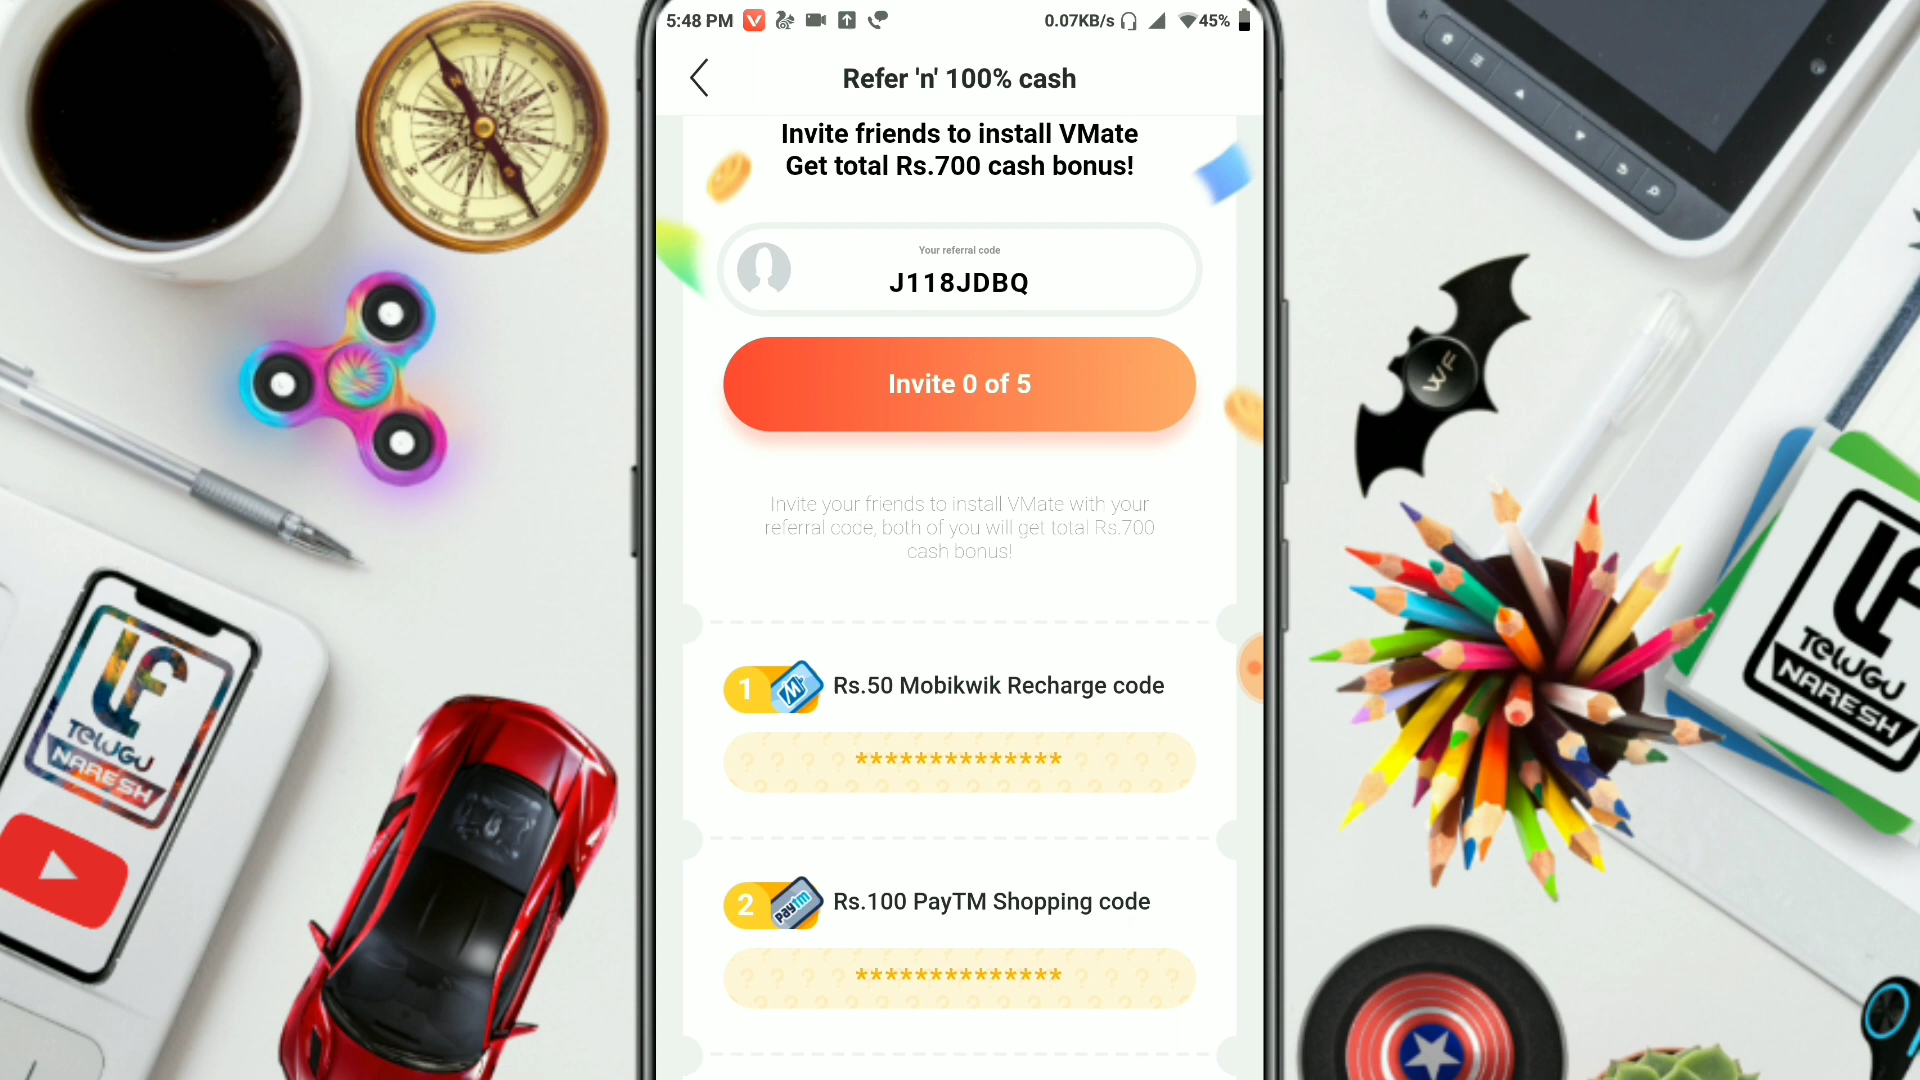 5:48 PM
0.07KB/s
45%
Refer 'n' 100% cash
Invite friends to install VMate
Get total Rs.700 cash bonus!
Your referral code
J118JDBQ
Invite 0 of 5
Invite your friends to install VMate with your
referral code, both of you will get total Rs.700
cash bonus!
1
Rs.50 Mobikwik Recharge code
**************
2
Paytm
Rs.100 PayTM Shopping code
**************
TELUGU
NARESH
WF
TELUGU
NARESH